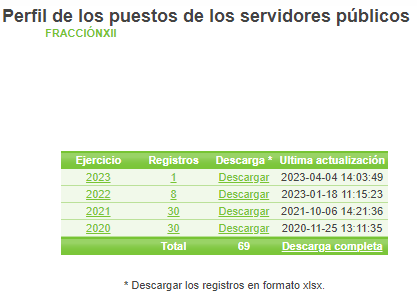 Perfil de los puestos de los servidores públicos
FRACCIÓNXII
Ejercicio Registros Descarga * Ultima actualización
2023 1 Descargar 2023-04-04 14:03:49
2022 8 Descargar 2023-01-18 11:15:23
2021 30 Descargar 2021-10-06 14:21:36
2020 30 Descargar 2020-11-25 13:11:35
Total 69 Descarga completa
* Descargar los registros en formato xlsx.